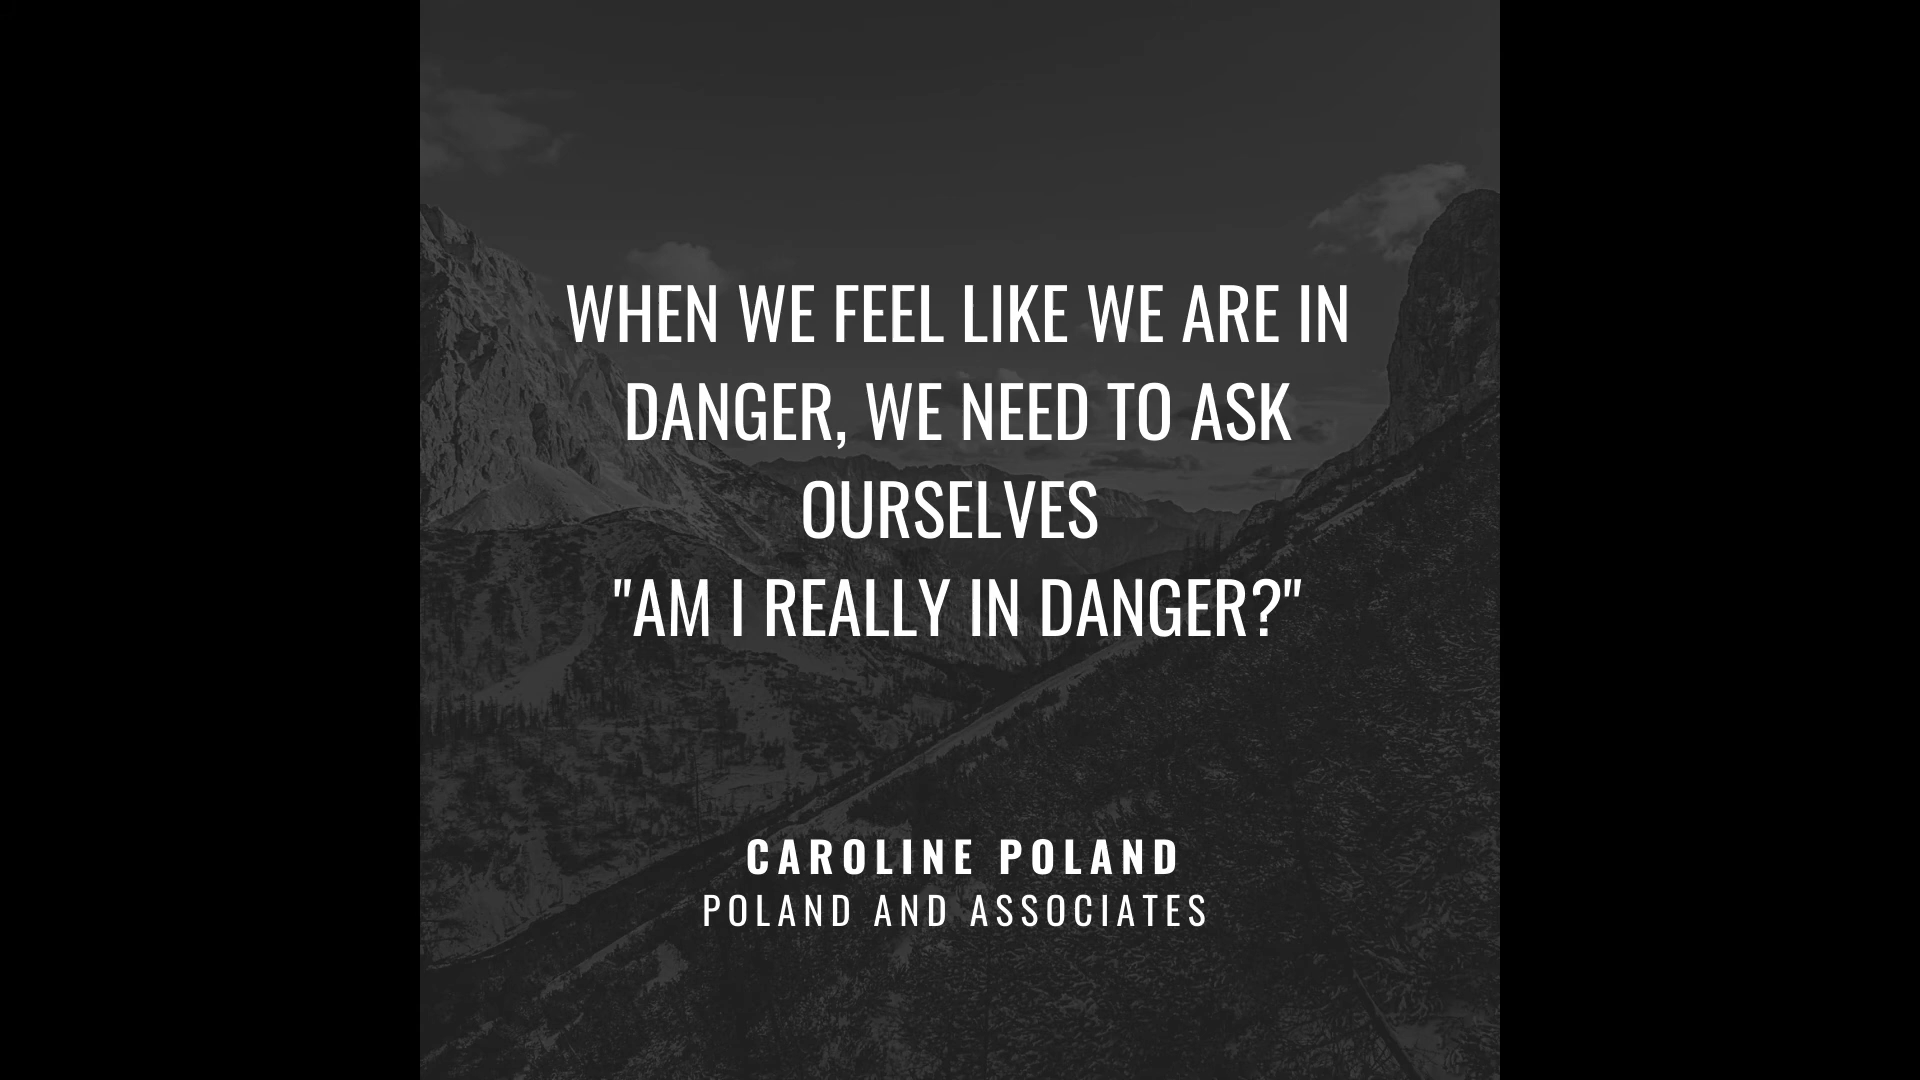 WHEN WE FEEL LIKE WE ARE IN
DANGER, WE NEED TO ASK
OURSELVES
"AM I REALLY IN DANGER?"
CAROLINE POLAND
POLAND AND ASSOCIATES